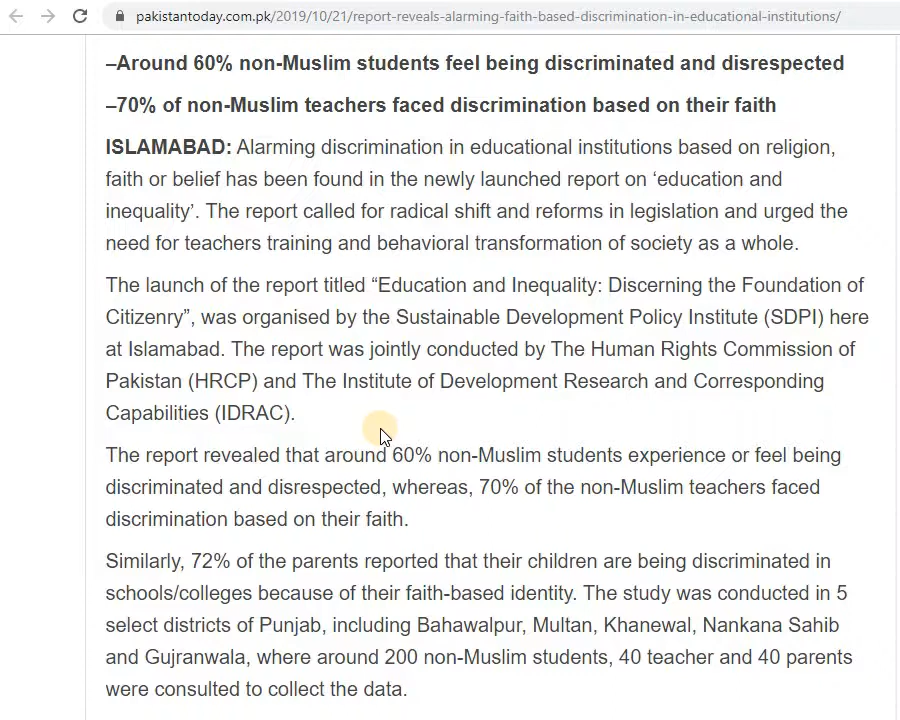 pakistantoday.com.pk/2019/10/21/report-reveals-alarming-faith-based-discrimination-in-educational-institutions/
–Around 60% non-Muslim students feel being discriminated and disrespected
–70% of non-Muslim teachers faced discrimination based on their faith
ISLAMABAD: Alarming discrimination in educational institutions based on religion,
faith or belief has been found in the newly launched report on ‘education and
inequality’. The report called for radical shift and reforms in legislation and urged the
need for teachers training and behavioral transformation of society as a whole.
The launch of the report titled “Education and Inequality: Discerning the Foundation of
Citizenry”, was organised by the Sustainable Development Policy Institute (SDPI) here
at Islamabad. The report was jointly conducted by The Human Rights Commission of
Pakistan (HRCP) and The Institute of Development Research and Corresponding
Capabilities (IDRAC).
The report revealed that around 60% non-Muslim students experience or feel being
discriminated and disrespected, whereas, 70% of the non-Muslim teachers faced
discrimination based on their faith.
Similarly, 72% of the parents reported that their children are being discriminated in
schools/colleges because of their faith-based identity. The study was conducted in 5
select districts of Punjab, including Bahawalpur, Multan, Khanewal, Nankana Sahib
and Gujranwala, where around 200 non-Muslim students, 40 teacher and 40 parents
were consulted to collect the data.